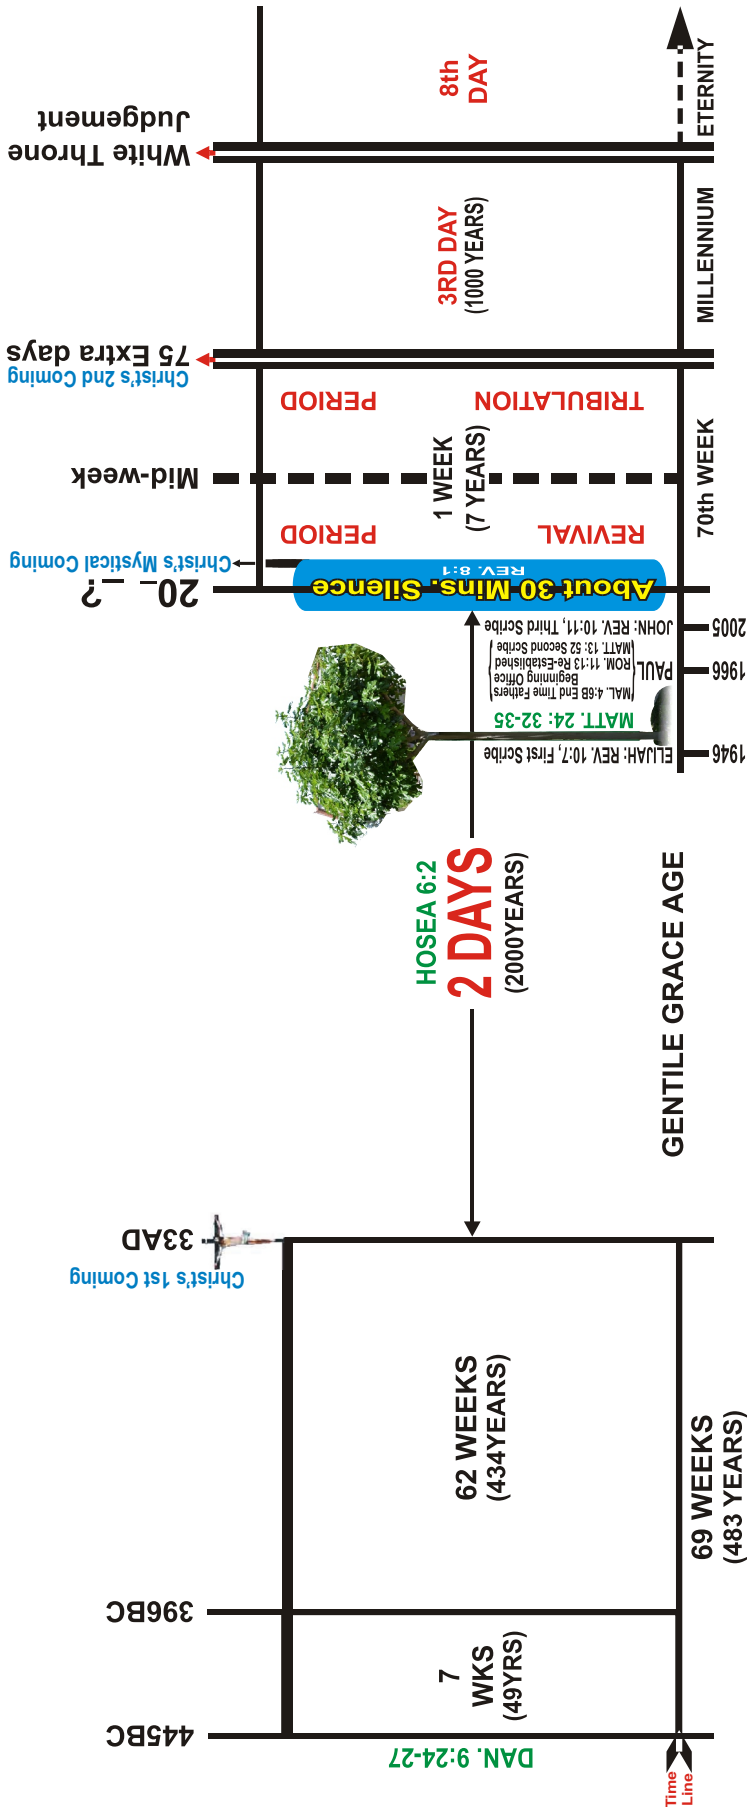 445BC
DAN. 9:24-27
Time
Line
7
WKS
(49YRS)
396BC
62 WEEKS
(434YEARS)
69 WEEKS
(483 YEARS)
Christ's 1st Coming
33AD
HOSEA 6:2
2 DAYS
(2000YEARS)
GENTILE GRACE AGE
1946
ELIJAH: REV. 10:7, First Scribe
MATT. 24: 32-35
1966
PAUL
MAL. 4:6B End Time Fathers
Beginning Office
ROM. 11:13 Re-Established
MATT. 13: 52 Second Scribe
2005
JOHN: REV. 10:11, Third Scribe
20_ _?
About 30 Mins. Silence
REV. 8:1
Christ's Mystical Coming
REVIVAL PERIOD
Mid-week
1 WEEK
(7 YEARS)
70th WEEK
TRIBULATION PERIOD
Christ's 2nd Coming
75 Extra days
3RD DAY
(1000 YEARS)
MILLENNIUM
White Throne
Judgement
8th
DAY
ETERNITY